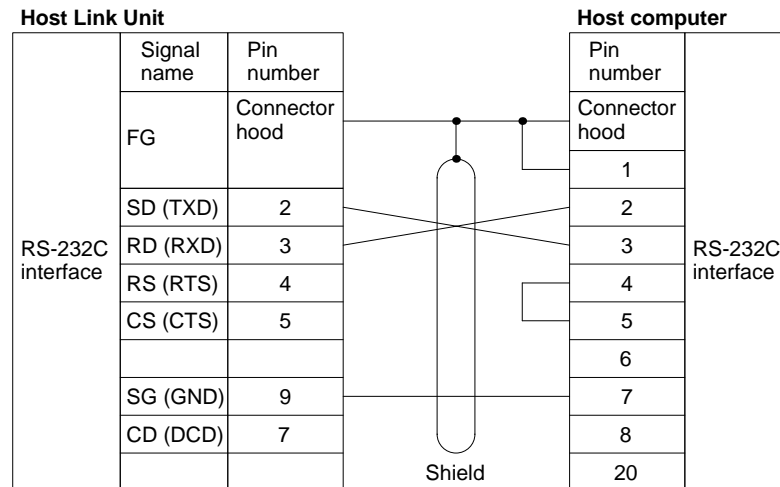 Host Link Unit Host computer
Signal name Pin number Pin number
FG Connector hood Connector hood
1
SD (TXD) 2 2
RS-232C interface RD (RXD) 3 3 RS-232C interface
RS (RTS) 4 4
CS (CTS) 5 5
6
SG (GND) 9 7
CD (DCD) 7 8
Shield 20